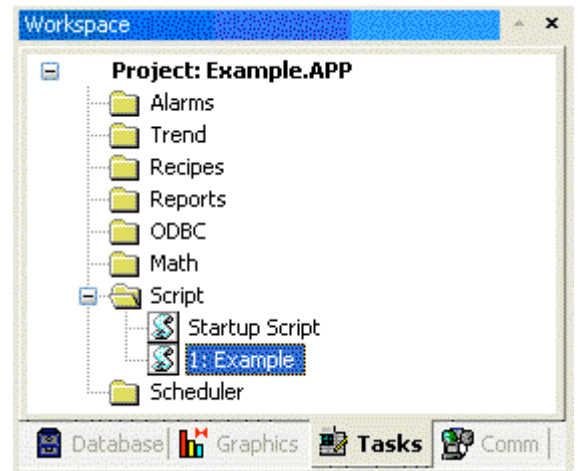 Workspace
Project: Example.APP
Alarms
Trend
Recipes
Reports
ODBC
Math
Script
Startup Script
1: Example
Scheduler
Database Graphics Tasks Comm